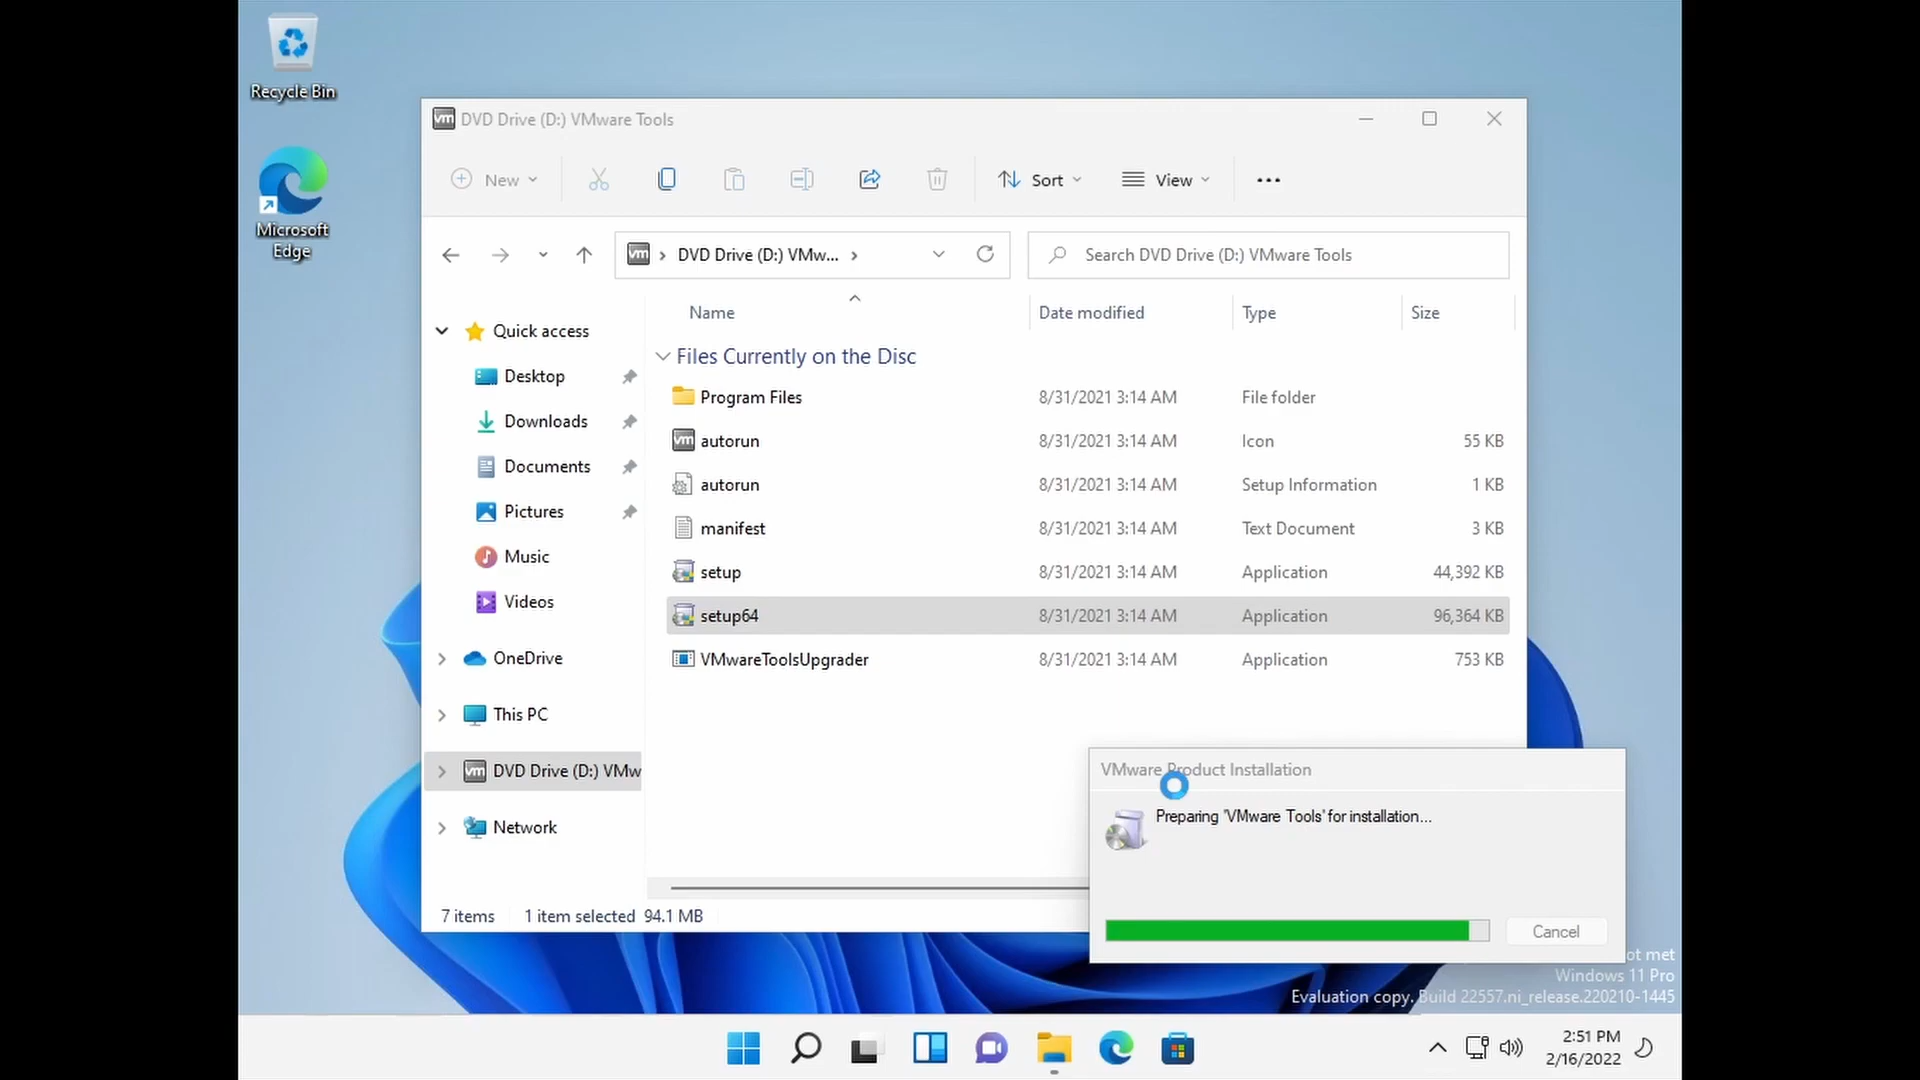 Recycle Bin
Microsoft
Edge
vm DVD Drive (D:) VMware Tools
New
Sort
View
vm DVD Drive (D:) VMw...
Search DVD Drive (D:) VMware Tools
Name Date modified Type Size
Quick access
Desktop
Downloads
Documents
Pictures
Music
Videos
OneDrive
This PC
vm DVD Drive (D:) VMw
Network
Files Currently on the Disc
Program Files 8/31/2021 3:14 AM File folder
vm autorun 8/31/2021 3:14 AM Icon 55 KB
autorun 8/31/2021 3:14 AM Setup Information 1 KB
manifest 8/31/2021 3:14 AM Text Document 3 KB
setup 8/31/2021 3:14 AM Application 44,392 KB
setup64 8/31/2021 3:14 AM Application 96,364 KB
VMwareToolsUpgrader 8/31/2021 3:14 AM Application 753 KB
7 items 1 item selected 94.1 MB
VMware Product Installation
Preparing 'VMware Tools' for installation...
Cancel
ot met
Windows 11 Pro
Evaluation copy. Build 22557.ni_release.220210-1445
2:51 PM
2/16/2022